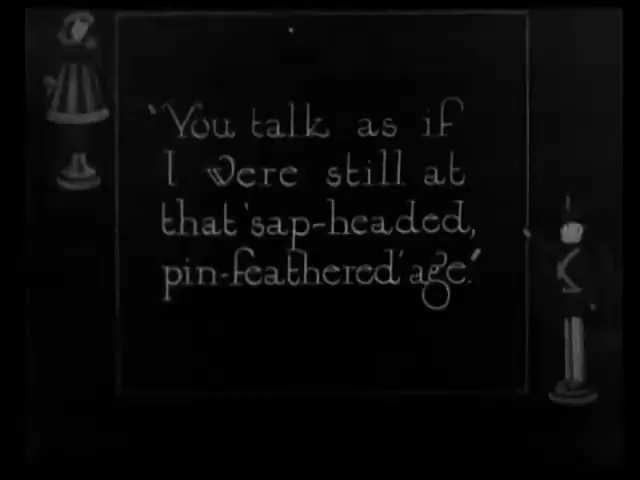 "You talk as if
I were still at
that 'sap-headed,
pin-feathered' age."